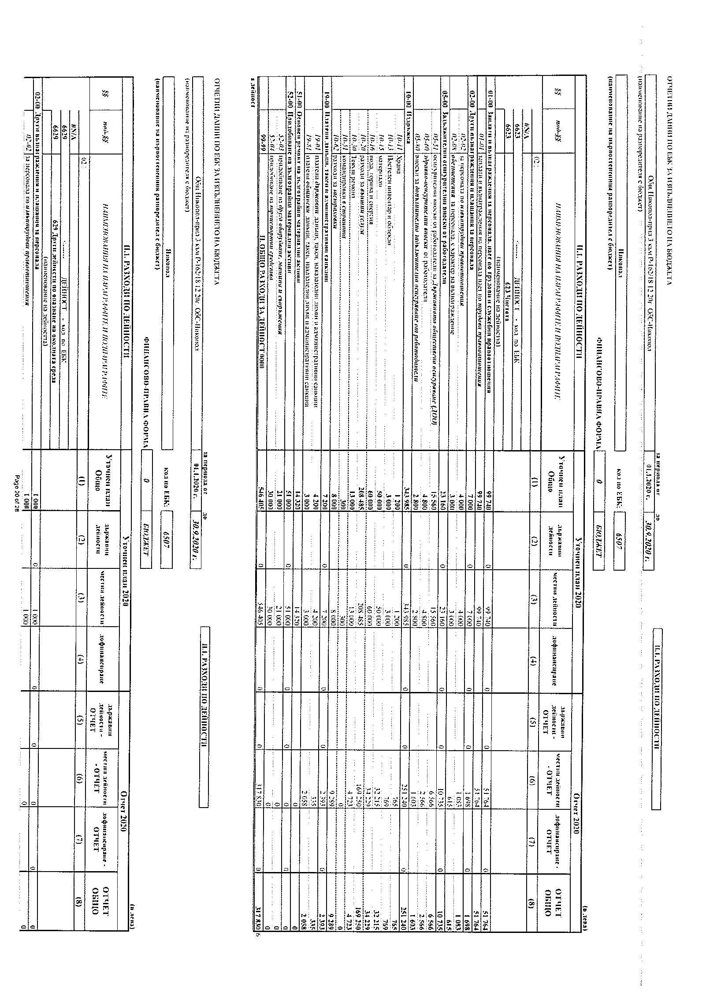 ОТЧЕТНИ ДАННИ ПО ЕБК ЗА ИЗПЪЛНЕНИЕТО НА БЮДЖЕТА
II.1. РАЗХОДИ ПО ДЕЙНОСТИ
за периода от до
Общ Никопол-прил 3 към Р-162/18 12 20г. ОбС-Никопол 01.1.2020 г. 30.9.2020 г.
(наименование на разпоредителя с бюджет)
код по ЕБК:
Никопол 6507
(наименование на първостепенния разпоредител с бюджет)
ФИНАНСОВО-ПРАВНА ФОРМА 0 БЮДЖЕТ
(в лева)
II.1. РАЗХОДИ ПО ДЕЙНОСТИ Уточнен план 2020 Отчет 2020
§§ под-§§ НАИМЕНОВАНИЯ НА ПАРАГРАФИТЕ И ПОДПАРАГРАФИТЕ Уточнен план Общо държавни дейности местни дейности дофинансиране държавни дейности - ОТЧЕТ местни дейности - ОТЧЕТ дофинансиране - ОТЧЕТ ОТЧЕТ ОБЩО
(1) (2) (3) (4) (5) (6) (7) (8)
#N/A
6623 ДЕЙНОСТ - код по ЕБК
6623 623 Чистота
(наименование на дейността)
01-00 Заплати и възнаграждения за персонала, нает по трудови и служебни правоотношения 99 740 0 99 740 0 0 51 764 0 51 764
01-01 заплати и възнаграждения на персонала нает по трудови правоотношения 99 740 99 740 51 764 51 764
02-00 Други възнаграждения и плащания за персонала 7 000 0 7 000 0 0 1 698 0 1 698
02-02 за персонала по извънтрудови правоотношения 4 000 4 000 1 083 1 083
02-08 обезщетения за персонала, с характер на възнаграждение 3 000 3 000 615 615
05-00 Задължителни осигурителни вноски от работодатели 23 160 0 23 160 0 0 10 735 0 10 735
05-51 осигурителни вноски от работодатели за Държавното обществено осигуряване (ДОО) 15 560 15 560 6 566 6 566
05-60 здравно-осигурителни вноски от работодатели 4 800 4 800 2 566 2 566
05-80 вноски за допълнително задължително осигуряване от работодатели 2 800 2 800 1 603 1 603
10-00 Издръжка 343 985 0 343 985 0 0 251 240 0 251 240
10-11 Храна 1 200 1 200 765 765
10-13 Постелен инвентар и облекло 3 000 3 000 769 769
10-15 материали 50 000 50 000 32 215 32 215
10-16 вода, горива и енергия 60 000 60 000 34 229 34 229
10-20 разходи за външни услуги 208 485 208 485 169 250 169 250
10-30 Текущ ремонт 13 000 13 000 4 723 4 723
10-51 командировки в страната 300 300 0 0
10-62 разходи за застраховки 8 000 8 000 9 289 9 289
19-00 Платени данъци, такси и административни санкции 7 200 0 7 200 0 0 2 393 0 2 393
19-01 платени държавни данъци, такси, наказателни лихви и административни санкции 4 200 4 200 335 335
19-81 платени общински данъци, такси, наказателни лихви и административни санкции 3 000 3 000 2 058 2 058
51-00 Основен ремонт на дълготрайни материални активи 14 320 14 320 0 0
52-00 Придобиване на дълготрайни материални активи 51 000 0 51 000 0 0 0 0 0
52-03 придобиване на друго оборудване, машини и съоръжения 21 000 21 000 0 0
52-04 придобиване на транспортни средства 30 000 30 000 0 0
99-99 II. ОБЩО РАЗХОДИ ЗА ДЕЙНОСТ 0000 546 405 0 546 405 0 0 317 830 0 317 830 6
а дейност
ОТЧЕТНИ ДАННИ ПО ЕБК ЗА ИЗПЪЛНЕНИЕТО НА БЮДЖЕТА
II.1. РАЗХОДИ ПО ДЕЙНОСТИ
за периода от до
Общ Никопол-прил 3 към Р-162/18 12 20г. ОбС-Никопол 01.1.2020 г. 30.9.2020 г.
(наименование на разпоредителя с бюджет)
код по ЕБК:
Никопол 6507
(наименование на първостепенния разпоредител с бюджет)
ФИНАНСОВО-ПРАВНА ФОРМА 0 БЮДЖЕТ
(в лева)
II.1. РАЗХОДИ ПО ДЕЙНОСТИ Уточнен план 2020 Отчет 2020
§§ под-§§ НАИМЕНОВАНИЯ НА ПАРАГРАФИТЕ И ПОДПАРАГРАФИТЕ Уточнен план Общо държавни дейности местни дейности дофинансиране държавни дейности - ОТЧЕТ местни дейности - ОТЧЕТ дофинансиране - ОТЧЕТ ОТЧЕТ ОБЩО
(1) (2) (3) (4) (5) (6) (7) (8)
#N/A
6629 ДЕЙНОСТ - код по ЕБК
6629 629 Други дейности по опазване на околната среда
(наименование на дейността)
02-00 Други възнаграждения и плащания за персонала 1 000 0 1 000 0 0 0 0 0
02-02 за персонала по извънтрудови правоотношения 1 000 1 000 0 0
Page 20 of 28